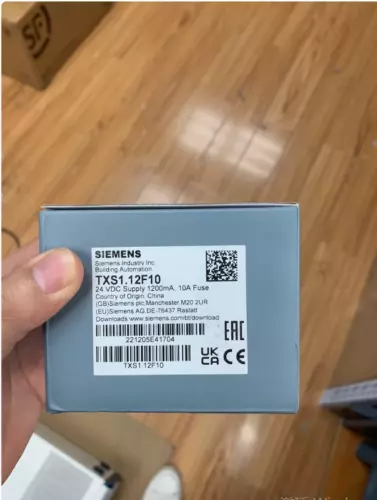 SF
SIEMENS
Siemens Industry Inc
Building Automation
TXS1.12F10
24 VDC Supply 1200mA, 10A Fuse
Country of Origin: China
(GB)Siemens plc,Manchester M20 2UR
(EU)Siemens AG,DE-76437 Rastatt
Downloads www.siemens.com/bt/download
221205E41704
TXS1.12F10
EAC
UK
CA
CE